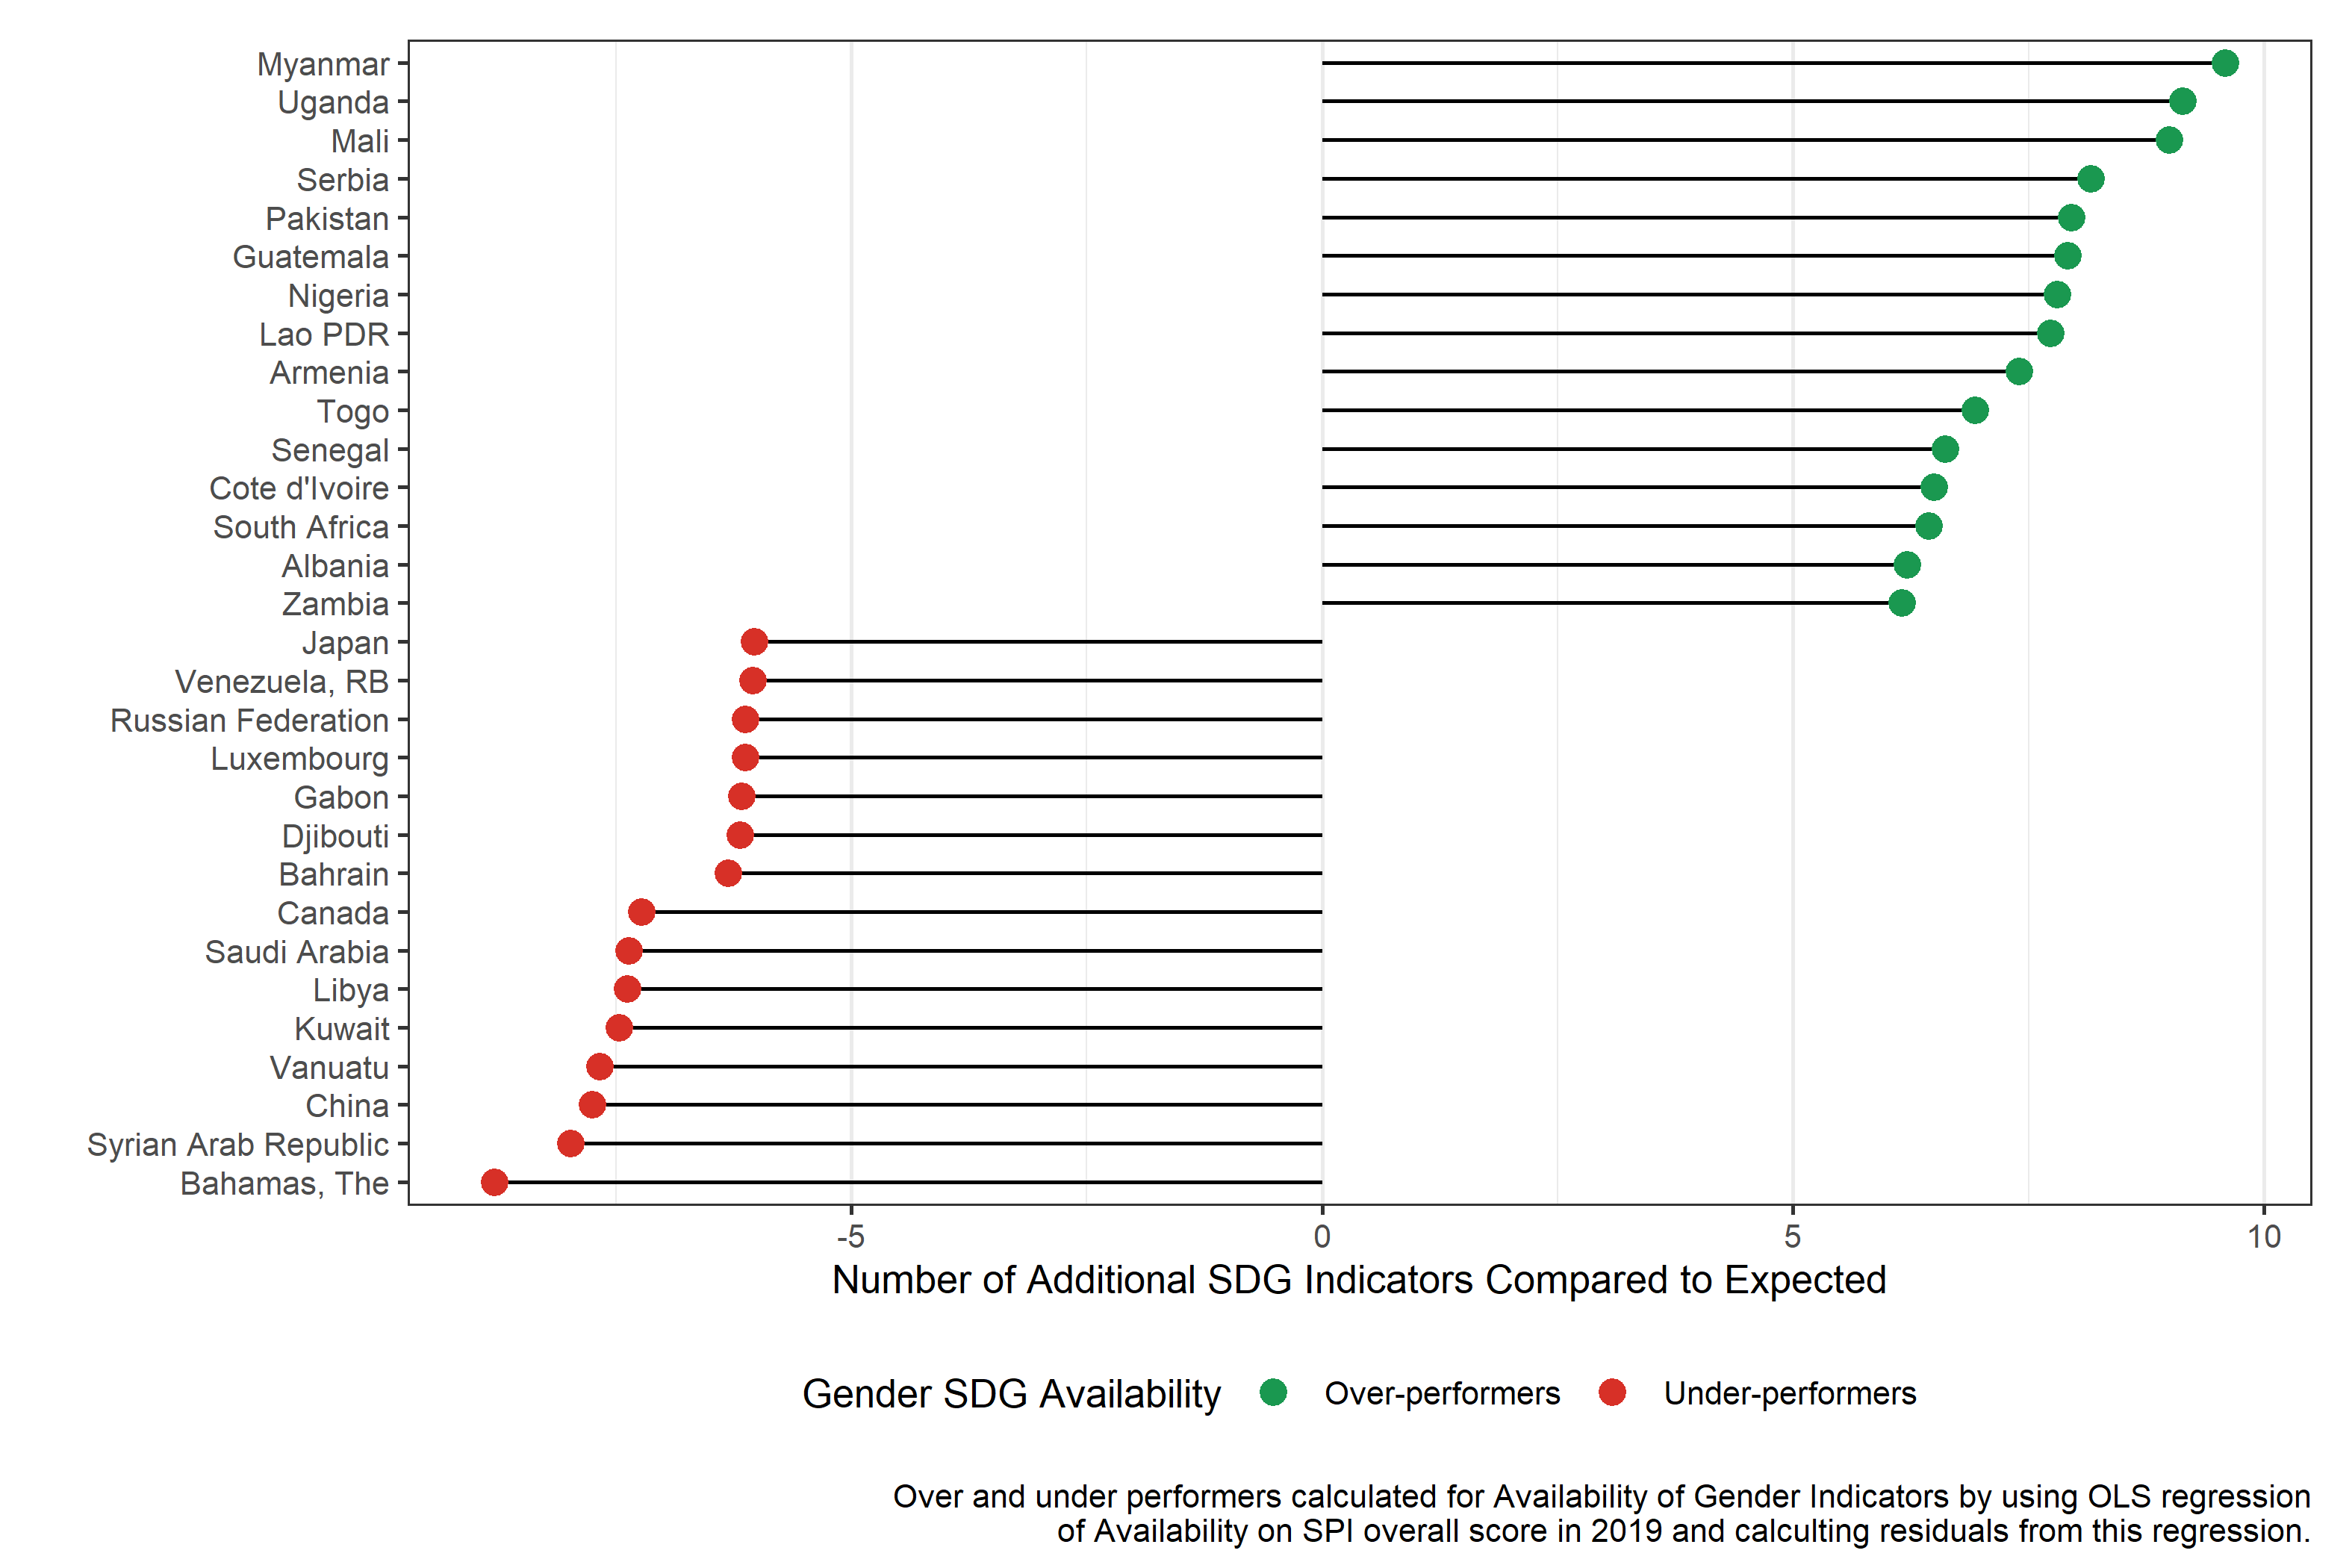 Myanmar
Uganda
Mali
Serbia
Pakistan
Guatemala
Nigeria
Lao PDR
Armenia
Togo
Senegal
Cote d'Ivoire
South Africa
Albania
Zambia
Japan
Venezuela, RB
Russian Federation
Luxembourg
Gabon
Djibouti
Bahrain
Canada
Saudi Arabia
Libya
Kuwait
Vanuatu
China
Syrian Arab Republic
Bahamas, The
-5 0 5 10
Number of Additional SDG Indicators Compared to Expected
Gender SDG Availability Over-performers Under-performers
Over and under performers calculated for Availability of Gender Indicators by using OLS regression
of Availability on SPI overall score in 2019 and calculting residuals from this regression.